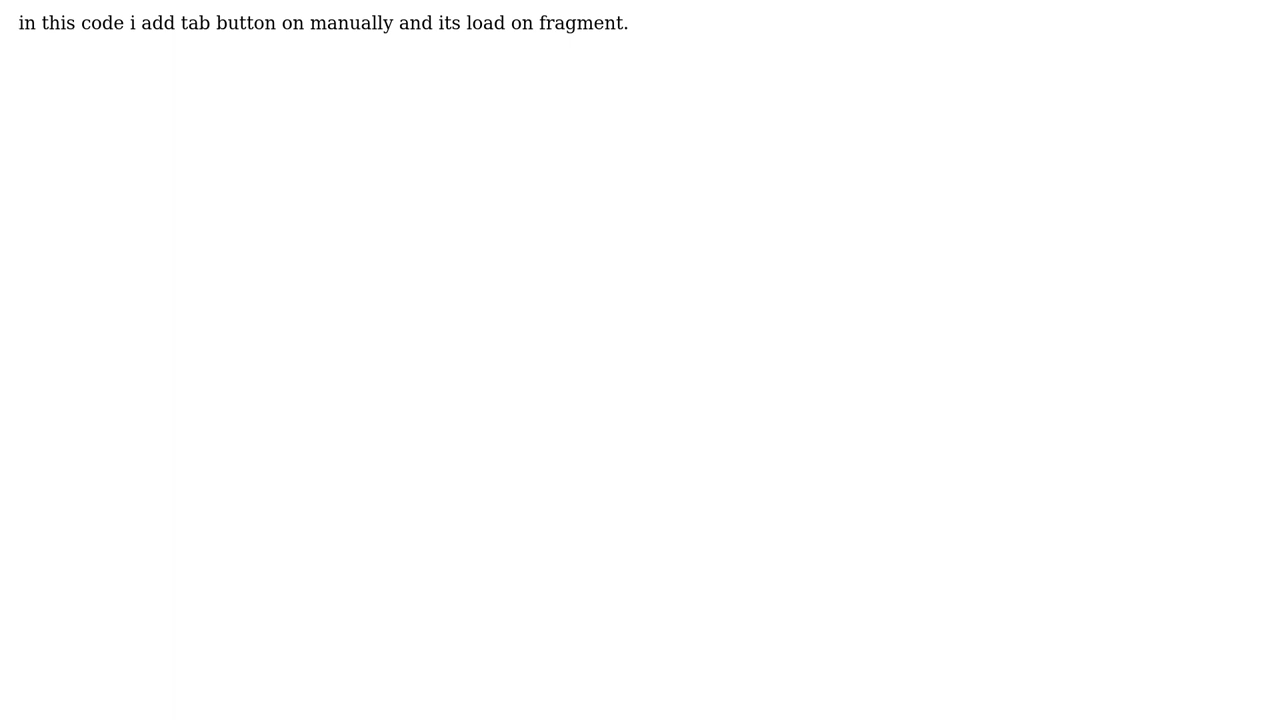 in this code i add tab button on manually and its load on fragment.